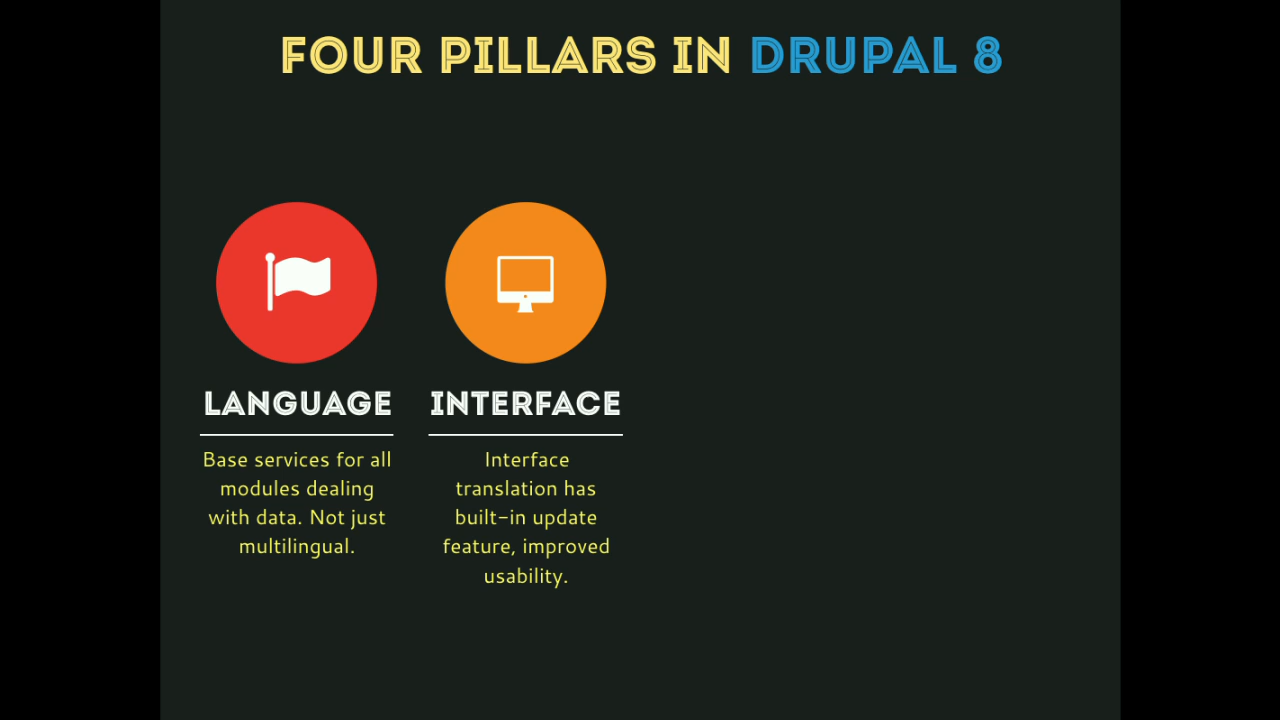 FOUR PILLARS IN DRUPAL 8
LANGUAGE
Base services for all
modules dealing
with data. Not just
multilingual.
INTERFACE
Interface
translation has
built-in update
feature, improved
usability.